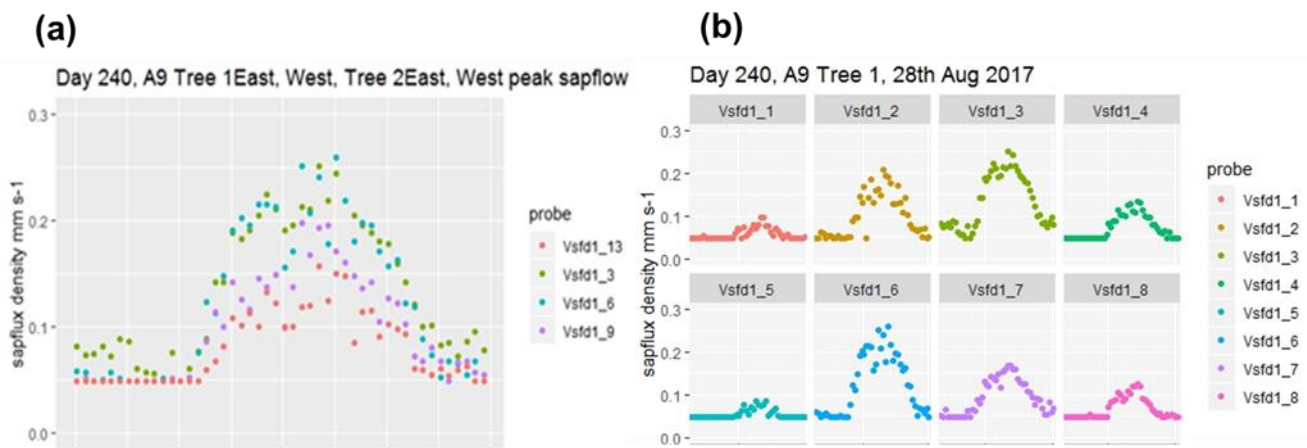 (a)
Day 240, A9 Tree 1East, West, Tree 2East, West peak sapflow
sapflux density mm s-1
0.3
0.2
0.1
0.0
probe
Vsfd1_13
Vsfd1_3
Vsfd1_6
Vsfd1_9
(b)
Day 240, A9 Tree 1, 28th Aug 2017
sapflux density mm s-1
Vsfd1_1 Vsfd1_2 Vsfd1_3 Vsfd1_4
0.3
0.2
0.1
0.0
Vsfd1_5 Vsfd1_6 Vsfd1_7 Vsfd1_8
0.3
0.2
0.1
0.0
probe
Vsfd1_1
Vsfd1_2
Vsfd1_3
Vsfd1_4
Vsfd1_5
Vsfd1_6
Vsfd1_7
Vsfd1_8